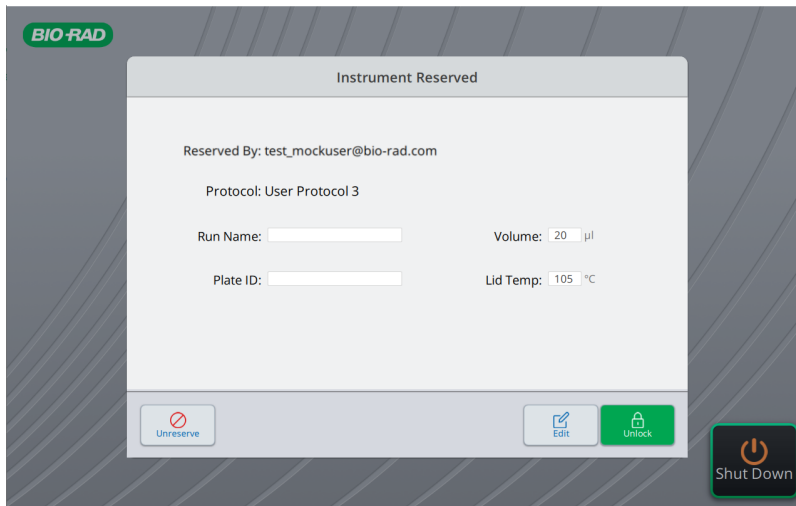 BIO-RAD
Instrument Reserved
Reserved By: test_mockuser@bio-rad.com
Protocol: User Protocol 3
Run Name:
Volume: 20 µl
Plate ID:
Lid Temp: 105 °C
Unreserve
Edit
Unlock
Shut Down